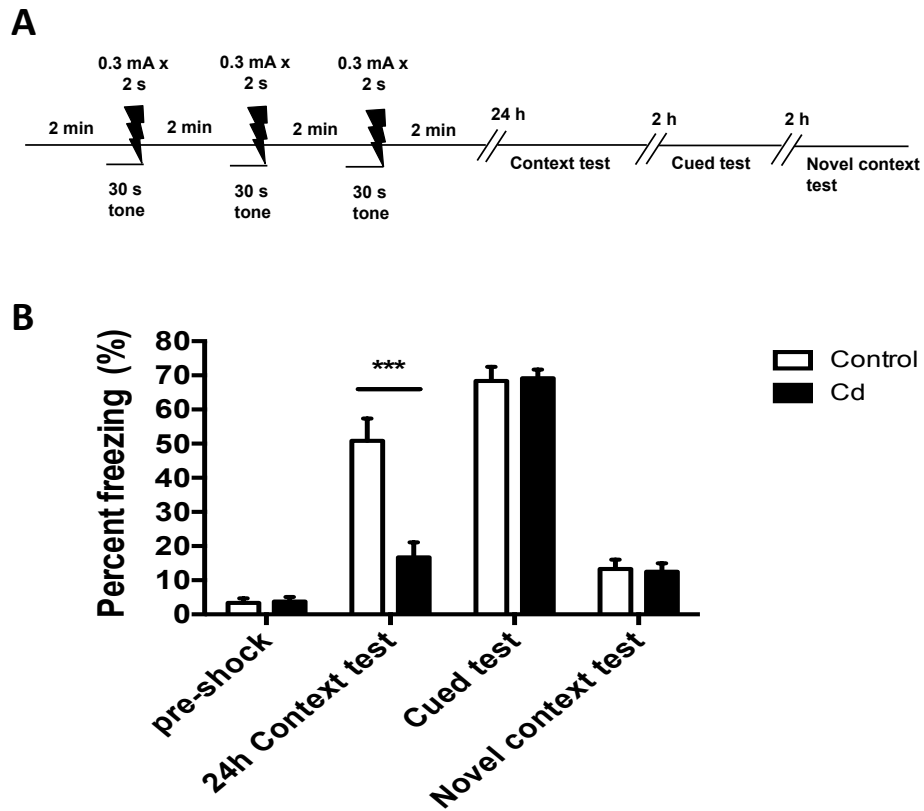 A
0.3 mA x
2 s
0.3 mA x
2 s
0.3 mA x
2 s
2 min
2 min
2 min
2 min
24 h
2 h
2 h
Context test
Cued test
Novel context
test
30 s
tone
30 s
tone
30 s
tone
B
Percent freezing (%)
80
70
60
50
40
30
20
10
0
***
Control
Cd
pre-shock
24h Context test
Cued test
Novel context test